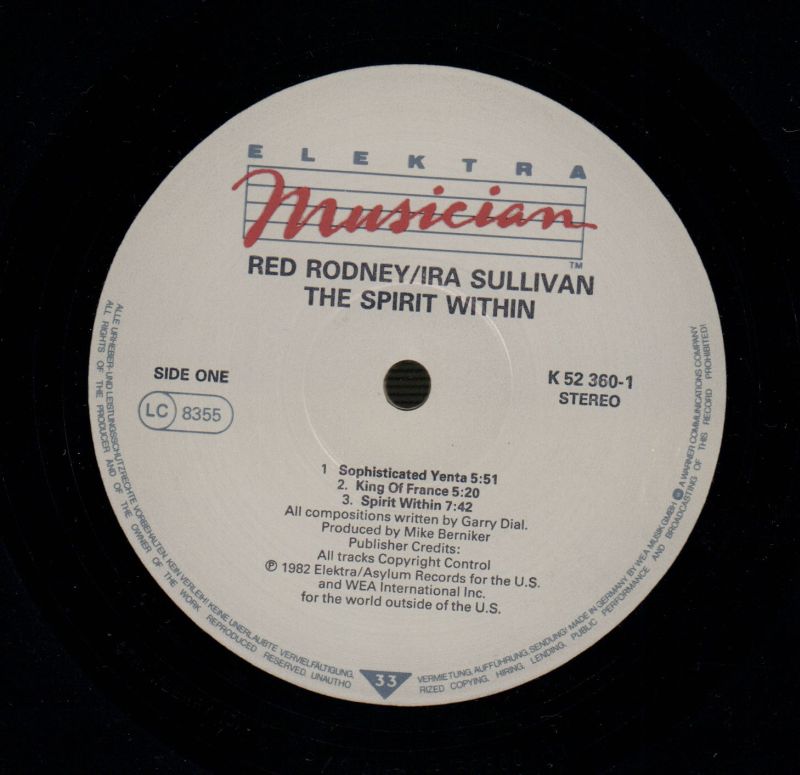 ELEKTRA
Musician
TM
RED RODNEY/IRA SULLIVAN
THE SPIRIT WITHIN
SIDE ONE
LC 8355
K 52 360-1
STEREO
1 Sophisticated Yenta 5:51
2. King Of France 5:20
3. Spirit Within 7:42
All compositions written by Garry Dial.
Produced by Mike Berniker
Publisher Credits:
All tracks Copyright Control
℗ 1982 Elektra/Asylum Records for the U.S.
and WEA International Inc.
for the world outside of the U.S.
ALLE URHEBER- UND LEISTUNGSSCHUTZRECHTE VORBEHALTEN, KEIN VERLEIH! KEINE UNERLAUBTE VERVIELFÄLTIGUNG,
ALL RIGHTS OF THE PRODUCER AND OF THE OWNER OF THE WORK REPRODUCED RESERVED. UNAUTHO
33
VERMIETUNG, AUFFÜHRUNG, SENDUNG! MADE IN GERMANY BY WEA MUSIK GMBH A WARNER COMMUNICATIONS COMPANY
RIZED COPYING, HIRING, LENDING, PUBLIC PERFORMANCE AND BROADCASTING OF THIS RECORD PROHIBITED!